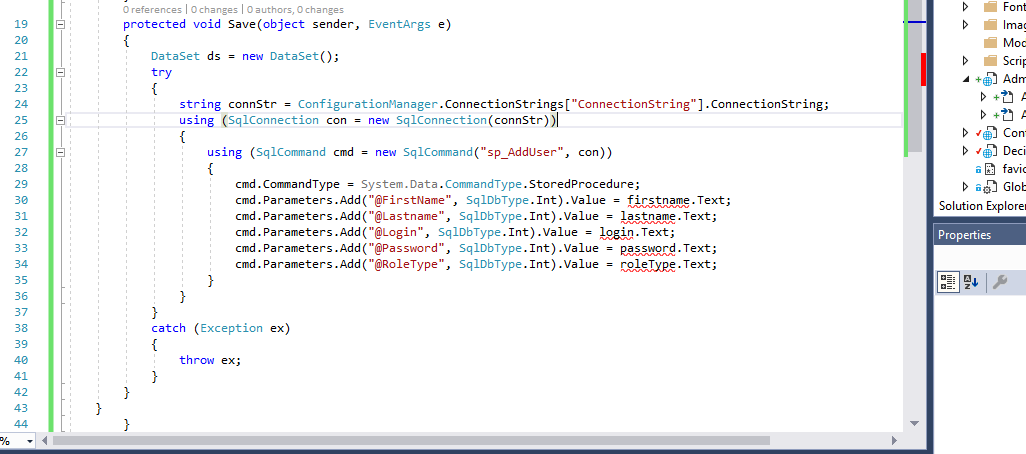 0 references | 0 changes | 0 authors, 0 changes
19 protected void Save(object sender, EventArgs e)
20 {
21 DataSet ds = new DataSet();
22 try
23 {
24 string connStr = ConfigurationManager.ConnectionStrings["ConnectionString"].ConnectionString;
25 using (SqlConnection con = new SqlConnection(connStr))
26 {
27 using (SqlCommand cmd = new SqlCommand("sp_AddUser", con))
28 {
29 cmd.CommandType = System.Data.CommandType.StoredProcedure;
30 cmd.Parameters.Add("@FirstName", SqlDbType.Int).Value = firstname.Text;
31 cmd.Parameters.Add("@Lastname", SqlDbType.Int).Value = lastname.Text;
32 cmd.Parameters.Add("@Login", SqlDbType.Int).Value = login.Text;
33 cmd.Parameters.Add("@Password", SqlDbType.Int).Value = password.Text;
34 cmd.Parameters.Add("@RoleType", SqlDbType.Int).Value = roleType.Text;
35 }
36 }
37 }
38 catch (Exception ex)
39 {
40 throw ex;
41 }
42 }
43 }
44 }
%
Font
Imag
Mod
Scrip
Adm
A
A
Con
Deci
favic
Glob
Solution Explorer
Properties